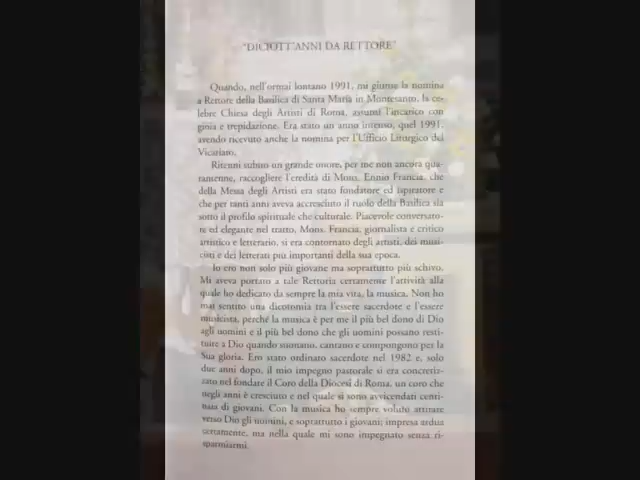 "DICIOTT'ANNI DA RETTORE"
Quando, nell'ormai lontano 1991, mi giunse la nomina
a Rettore della Basilica di Santa Maria in Montesanto, la ce-
lebre Chiesa degli Artisti di Roma, assunsi l'incarico con
gioia e trepidazione. Era stato un anno intenso, quel 1991,
avendo ricevuto anche la nomina per l'Ufficio Liturgico del
Vicariato.
Ritenni subito un grande onore, per me non ancora qua-
rantenne, raccogliere l'eredità di Mons. Ennio Francia, che
della Messa degli Artisti era stato fondatore ed ispiratore e
che per tanti anni aveva accresciuto il ruolo della Basilica sia
sotto il profilo spirituale che culturale. Piacevole conversato-
re ed elegante nel tratto, Mons. Francia, giornalista e critico
artistico e letterario, si era contornato degli artisti, dei musi-
cisti e dei letterati più importanti della sua epoca.
Io ero non solo più giovane ma soprattutto più schivo.
Mi aveva portato a tale Rettoria certamente l'attività alla
quale ho dedicato da sempre la mia vita, la musica. Non ho
mai sentito una dicotomia tra l'essere sacerdote e l'essere
musicista, perché la musica è per me il più bel dono di Dio
agli uomini e il più bel dono che gli uomini possano resti-
tuire a Dio quando suonano, cantano e compongono per la
Sua gloria. Ero stato ordinato sacerdote nel 1982 e, solo
due anni dopo, il mio impegno pastorale si era concretiz-
zato nel fondare il Coro della Diocesi di Roma, un coro che
negli anni è cresciuto e nel quale si sono avvicendati centi-
naia di giovani. Con la musica ho sempre voluto attirare
verso Dio gli uomini, e soprattutto i giovani; impresa ardua
certamente, ma nella quale mi sono impegnato senza ri-
sparmiarmi.